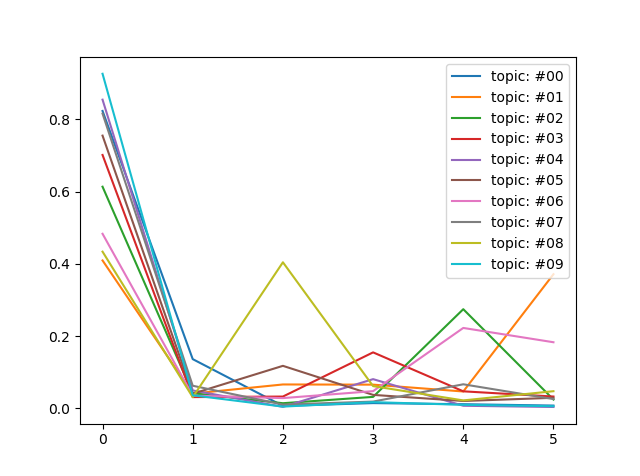 topic: #00
topic: #01
topic: #02
topic: #03
topic: #04
topic: #05
topic: #06
topic: #07
topic: #08
topic: #09
0.8
0.6
0.4
0.2
0.0
0 1 2 3 4 5